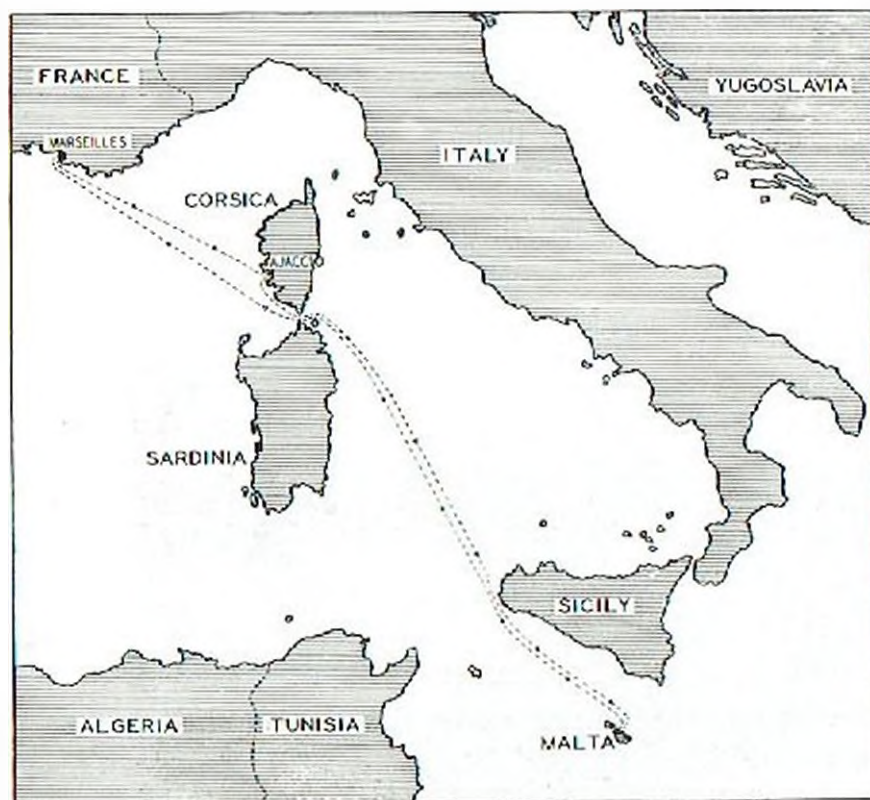 FRANCE
YUGOSLAVIA
MARSEILLES
ITALY
CORSICA
AJACCIO
SARDINIA
SICILY
ALGERIA
TUNISIA
MALTA